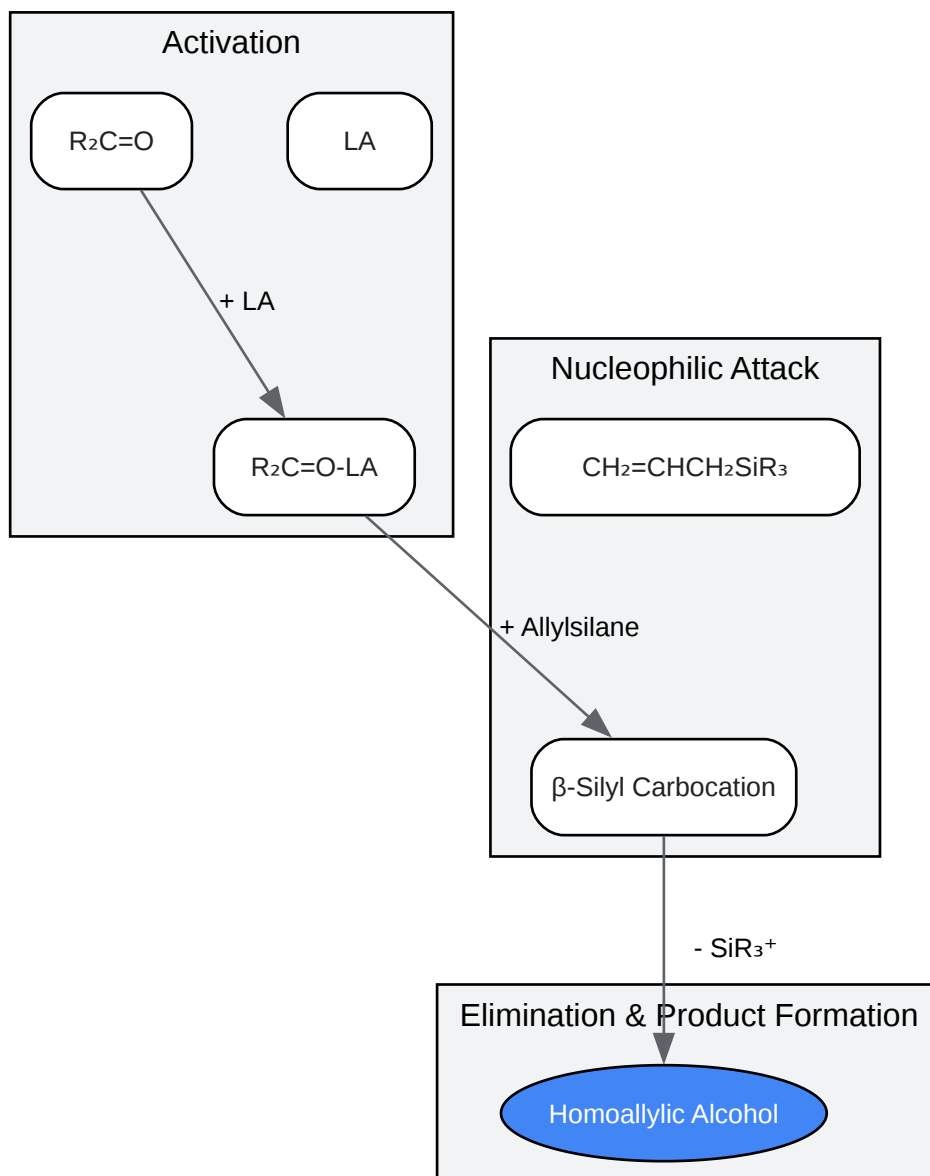 Activation
R₂C=O
LA
+ LA
R₂C=O-LA
Nucleophilic Attack
CH₂=CHCH₂SiR₃
+ Allylsilane
β-Silyl Carbocation
- SiR₃⁺
Elimination & Product Formation
Homoallylic Alcohol